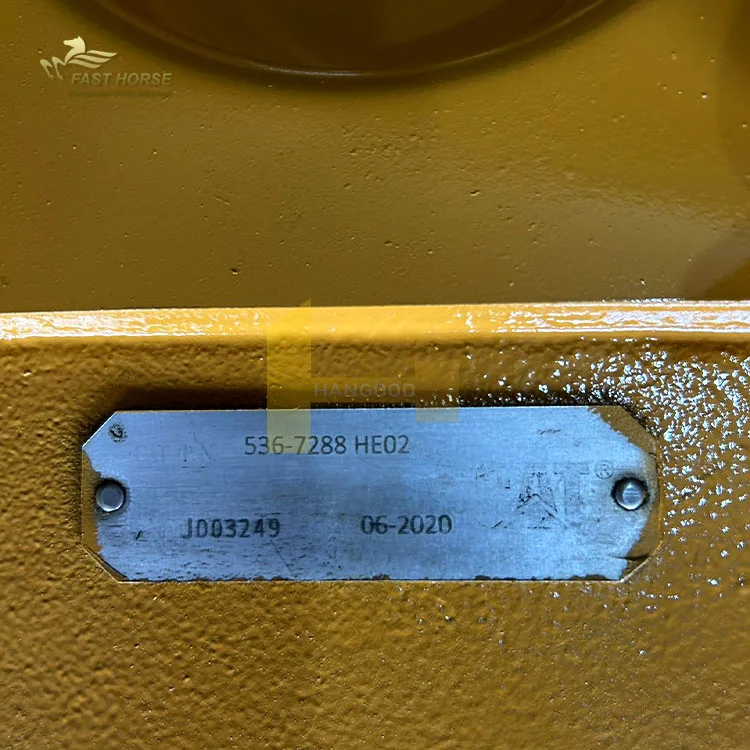 FAST HORSE
HANGBOD
536-7288 HE02
®
J003249 06-2020